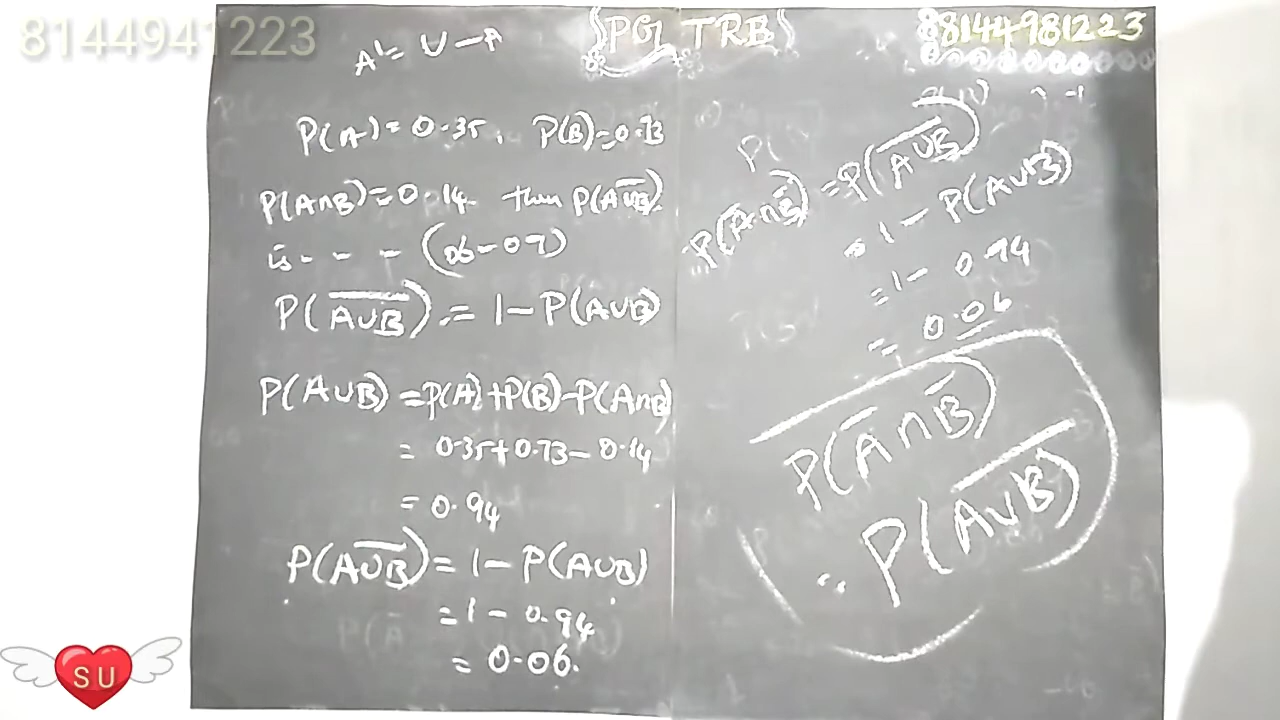 8144941223
A' = U - A
{PG TRB}
8144981223
P(A) = 0.35, P(B) = 0.73
P(A∩B) = 0.14 then P(A̅∪̅B̅)
is - - - (06-07)
P(A̅∪̅B̅) = 1 - P(A∪B)
P(A∪B) = P(A) + P(B) - P(A∩B)
= 0.35 + 0.73 - 0.14
= 0.94
P(A̅∪̅B̅) = 1 - P(A∪B)
= 1 - 0.94
= 0.06.
P(
P(A̅∩B̅) = P(A̅∪̅B̅)
= 1 - P(A∪B)
= 1 - 0.94
= 0.06
P(A̅∩B̅)
= P(A̅∪̅B̅)
SU